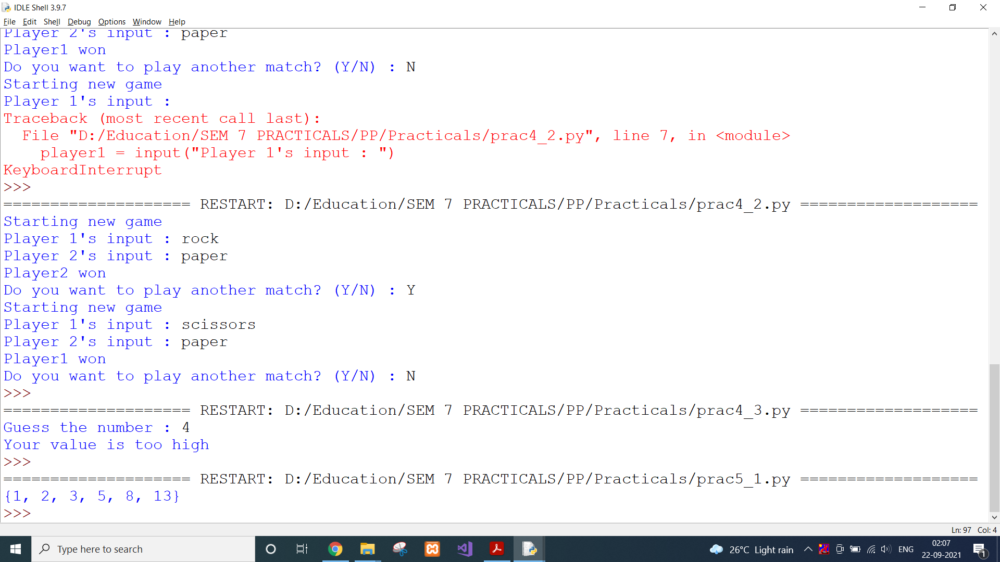 IDLE Shell 3.9.7
File Edit Shell Debug Options Window Help
Player 2's input : paper
Player1 won
Do you want to play another match? (Y/N) : N
Starting new game
Player 1's input :
Traceback (most recent call last):
  File "D:/Education/SEM 7 PRACTICALS/PP/Practicals/prac4_2.py", line 7, in <module>
    player1 = input("Player 1's input : ")
KeyboardInterrupt
>>>
==================== RESTART: D:/Education/SEM 7 PRACTICALS/PP/Practicals/prac4_2.py ===================
Starting new game
Player 1's input : rock
Player 2's input : paper
Player2 won
Do you want to play another match? (Y/N) : Y
Starting new game
Player 1's input : scissors
Player 2's input : paper
Player1 won
Do you want to play another match? (Y/N) : N
>>>
==================== RESTART: D:/Education/SEM 7 PRACTICALS/PP/Practicals/prac4_3.py ===================
Guess the number : 4
Your value is too high
>>>
==================== RESTART: D:/Education/SEM 7 PRACTICALS/PP/Practicals/prac5_1.py ===================
{1, 2, 3, 5, 8, 13}
>>>
Ln: 97 Col: 4
Type here to search
26°C Light rain
ENG
02:07
22-09-2021
1